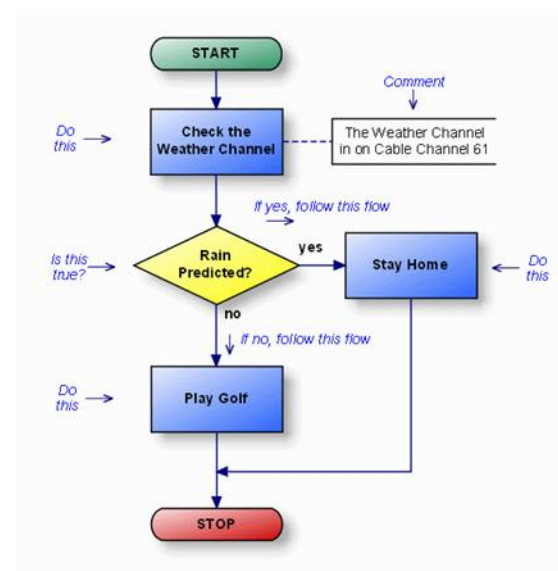 START
Comment
Do
this
Check the
Weather Channel
The Weather Channel
in on Cable Channel 61
If yes, follow this flow
Is this
true?
Rain
Predicted?
yes
Stay Home
Do
this
no
If no, follow this flow
Do
this
Play Golf
STOP